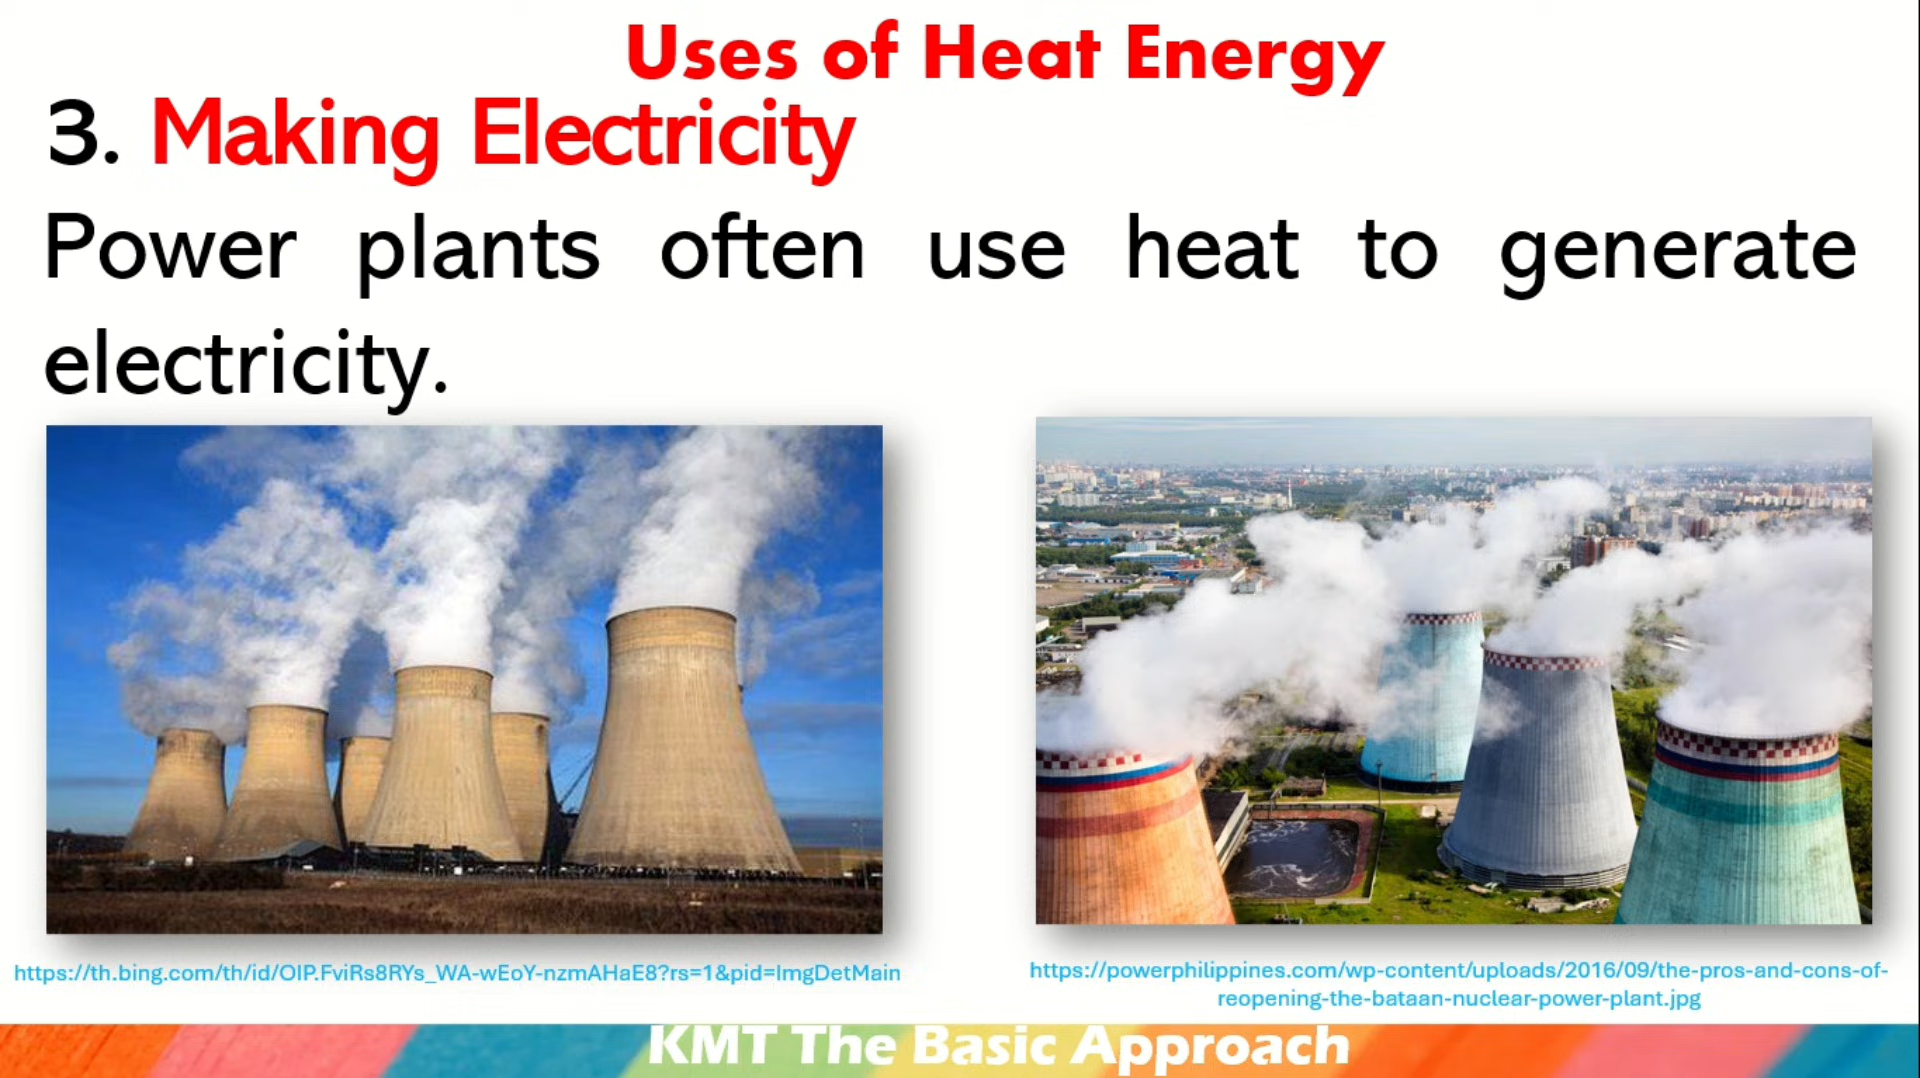 Uses of Heat Energy
3. Making Electricity
Power plants often use heat to generate
electricity.
https://th.bing.com/th/id/OIP.FviRs8RYs_WA-wEoY-nzmAHaE8?rs=1&pid=ImgDetMain
https://powerphilippines.com/wp-content/uploads/2016/09/the-pros-and-cons-of-
reopening-the-bataan-nuclear-power-plant.jpg
KMT The Basic Approach